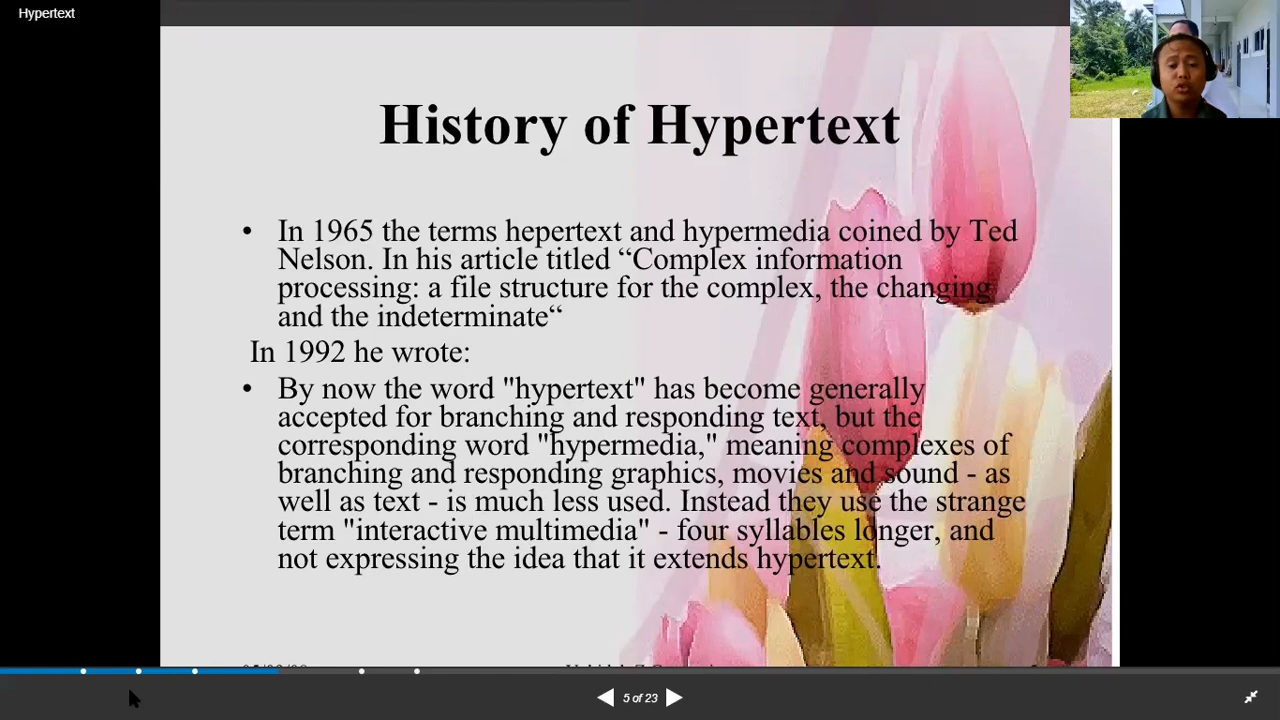 Hypertext
History of Hypertext
• In 1965 the terms hepertext and hypermedia coined by Ted
Nelson. In his article titled “Complex information
processing: a file structure for the complex, the changing
and the indeterminate“
In 1992 he wrote:
• By now the word "hypertext" has become generally
accepted for branching and responding text, but the
corresponding word "hypermedia," meaning complexes of
branching and responding graphics, movies and sound - as
well as text - is much less used. Instead they use the strange
term "interactive multimedia" - four syllables longer, and
not expressing the idea that it extends hypertext.
5 of 23